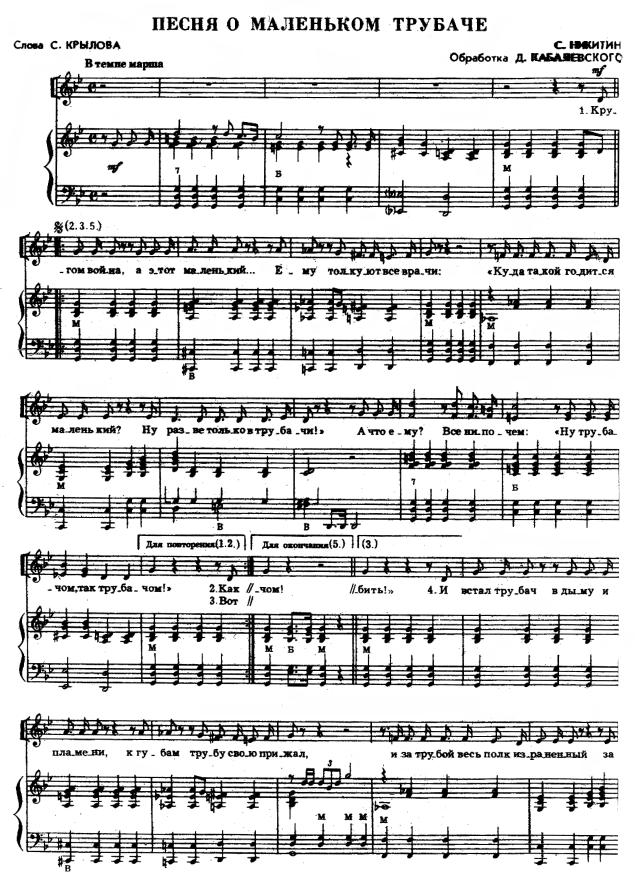 ПЕСНЯ О МАЛЕНЬКОМ ТРУБАЧЕ
Слова С. КРЫЛОВА
С. НИКИТИН
Обработка Д. КАБАЛЕВСКОГО
В темпе марша
mf
1. Кру-
mf
7 Б М
(2.3.5.)
- гом вой-на, а э-тот ма-лень-кий... Е-му тол-ку-ют все вра-чи: «Ку-да та-кой го-дит-ся
М В М М
ма-лень-кий? Ну раз-ве толь-ко в тру-ба-чи!» А что е-му? Все ни-по-чем: «Ну тру-ба-
М В В 7 Б
Для повторения(1.2.) Для окончания(5.) (3.)
- чом, так тру-ба-чом!» 2. Как // -чом! //-бить!» 4. И встал тру-бач в ды-му и
3. Вот //
М М Б М М
пла-ме-ни, к гу-бам тру-бу сво-ю при-жал, и за тру-бой весь полк из-ра-нен-ный за-
3
М М М
В